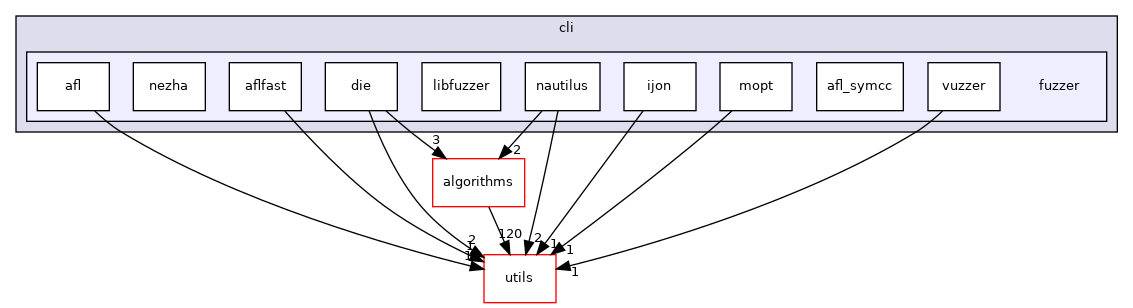 cli
afl
nezha
aflfast
die
libfuzzer
nautilus
ijon
mopt
afl_symcc
vuzzer
fuzzer
3
2
algorithms
120
2
1
1
2
1
1
1
utils